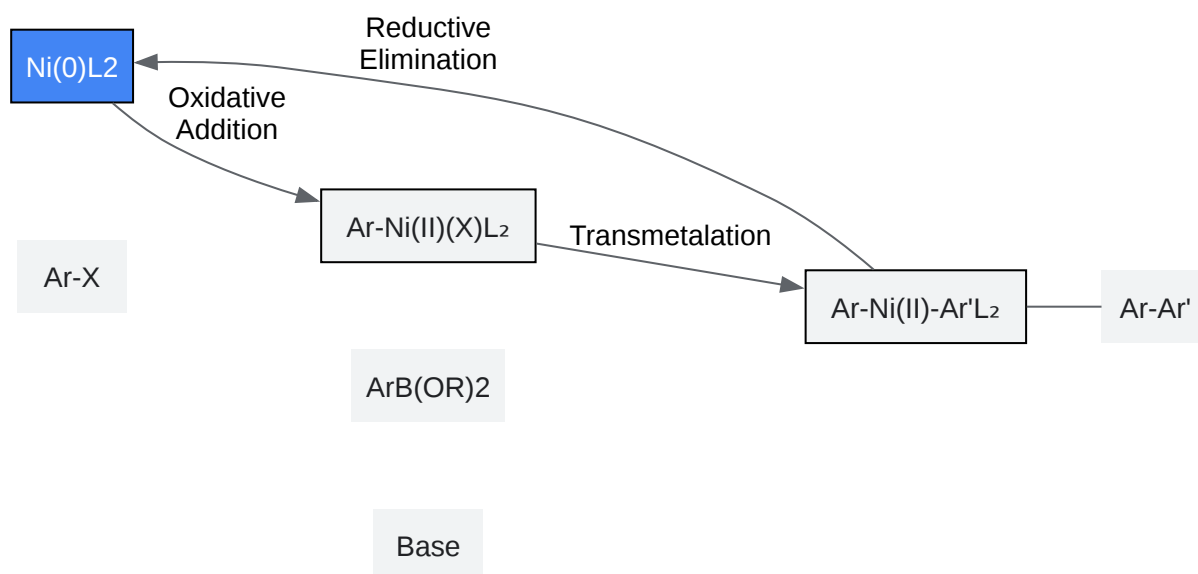 Reductive
Elimination
Ni(0)L2
Oxidative
Addition
Ar-Ni(II)(X)L₂
Transmetalation
Ar-X
Ar-Ni(II)-Ar'L₂
Ar-Ar'
ArB(OR)2
Base